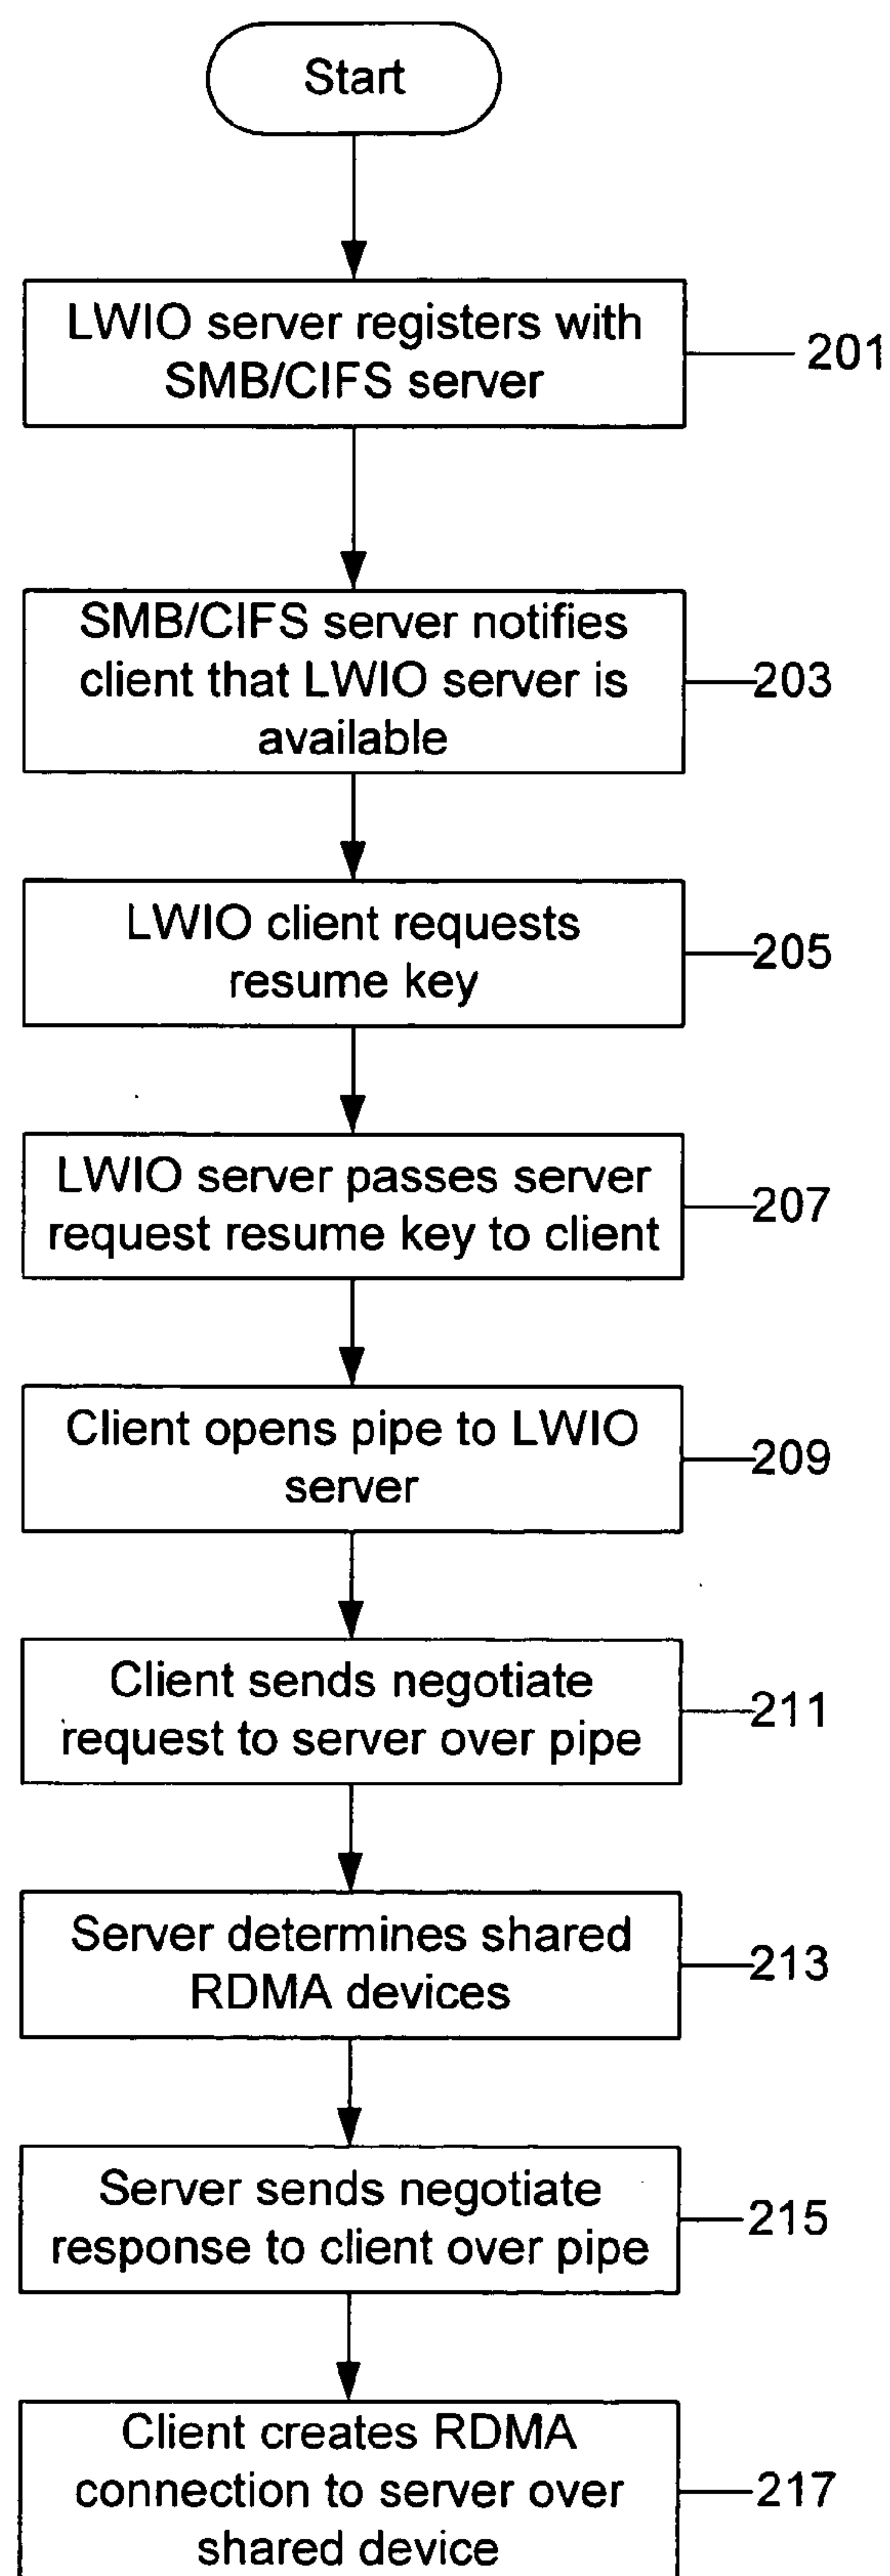 Start
LWIO server registers with
SMB/CIFS server
201
SMB/CIFS server notifies
client that LWIO server is
available
203
LWIO client requests
resume key
205
LWIO server passes server
request resume key to client
207
Client opens pipe to LWIO
server
209
Client sends negotiate
request to server over pipe
211
Server determines shared
RDMA devices
213
Server sends negotiate
response to client over pipe
215
Client creates RDMA
connection to server over
shared device
217